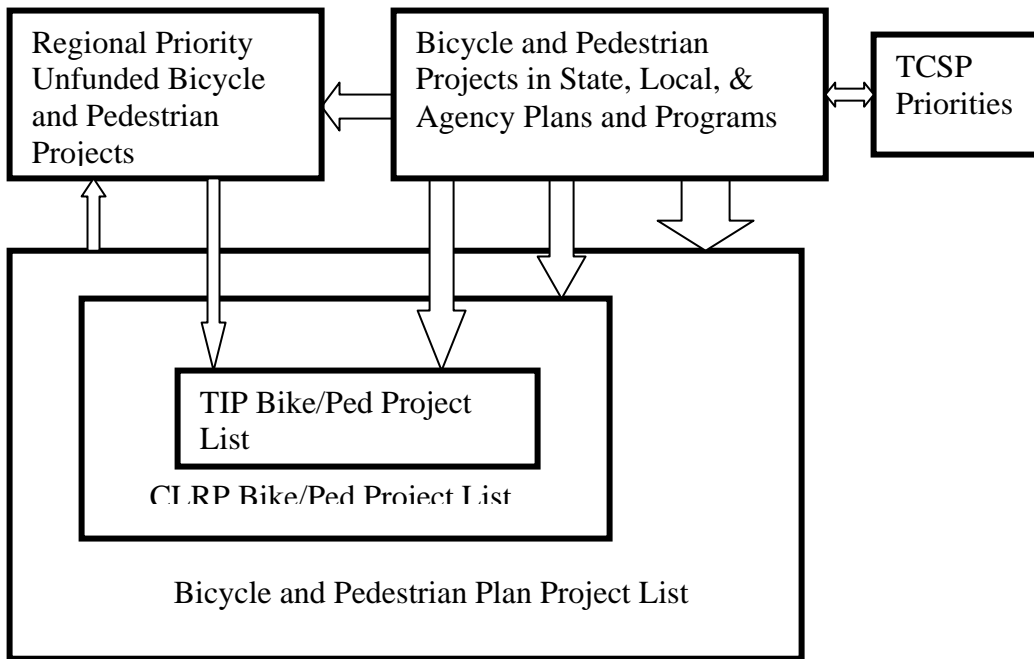 Regional Priority
Unfunded Bicycle
and Pedestrian
Projects
Bicycle and Pedestrian
Projects in State, Local, &
Agency Plans and Programs
TCSP
Priorities
TIP Bike/Ped Project
List
CLRP Bike/Ped Project List
Bicycle and Pedestrian Plan Project List